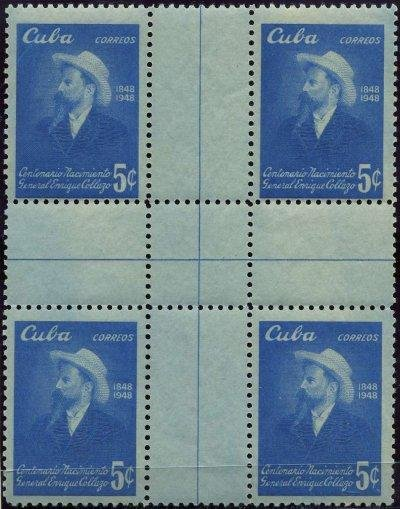 Cuba CORREOS
1848
1948
Centenario Nacimiento
General Enrique Collazo 5¢
Cuba CORREOS
1848
1948
Centenario Nacimiento
General Enrique Collazo 5¢
Cuba CORREOS
1848
1948
Centenario Nacimiento
General Enrique Collazo 5¢
Cuba CORREOS
1848
1948
Centenario Nacimiento
General Enrique Collazo 5¢